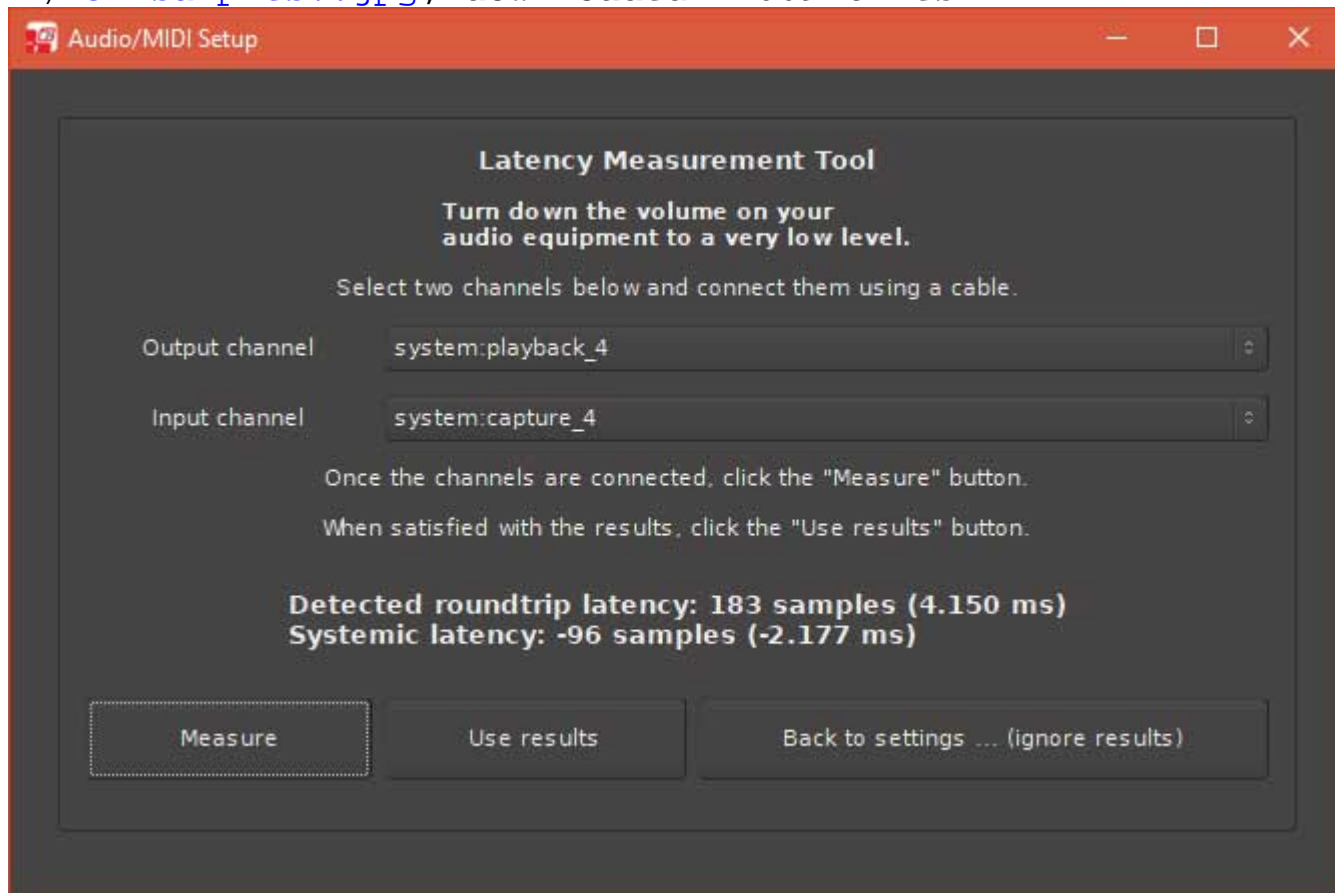 Audio/MIDI Setup
Latency Measurement Tool
Turn down the volume on your
audio equipment to a very low level.
Select two channels below and connect them using a cable.
Output channel system:playback_4
Input channel system:capture_4
Once the channels are connected, click the "Measure" button.
When satisfied with the results, click the "Use results" button.
Detected roundtrip latency: 183 samples (4.150 ms)
Systemic latency: -96 samples (-2.177 ms)
Measure Use results Back to settings ... (ignore results)